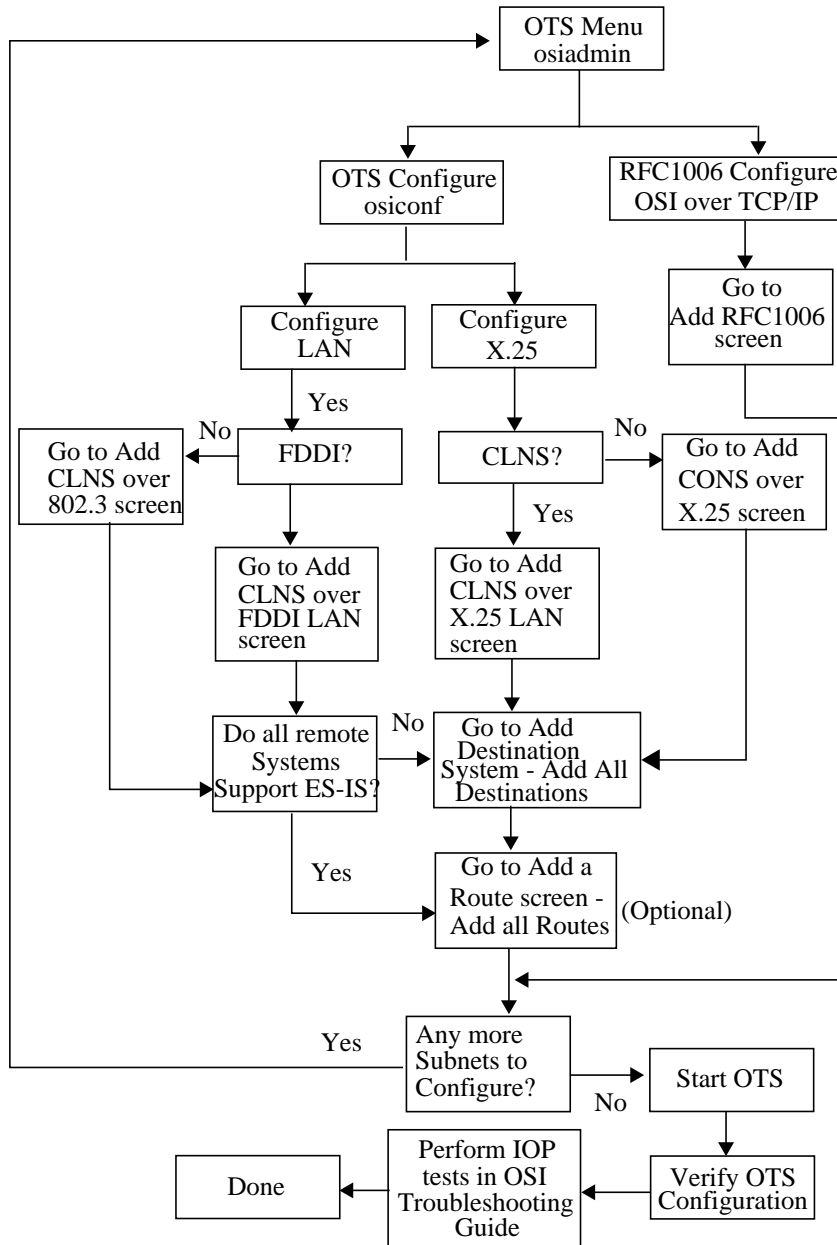 OTS Menu
osiadmin
OTS Configure
osiconf
RFC1006 Configure
OSI over TCP/IP
Configure
LAN
Configure
X.25
Go to
Add RFC1006
screen
Yes
No
No
Go to Add
CLNS over
802.3 screen
FDDI?
CLNS?
Go to Add
CONS over
X.25 screen
Yes
Go to Add
CLNS over
FDDI LAN
screen
Go to Add
CLNS over
X.25 LAN
screen
Do all remote
Systems
Support ES-IS?
No
Go to Add
Destination
System - Add All
Destinations
Yes
Go to Add a
Route screen -
Add all Routes
(Optional)
Yes
Any more
Subnets to
Configure?
No
Start OTS
Verify OTS
Configuration
Perform IOP
tests in OSI
Troubleshooting
Guide
Done